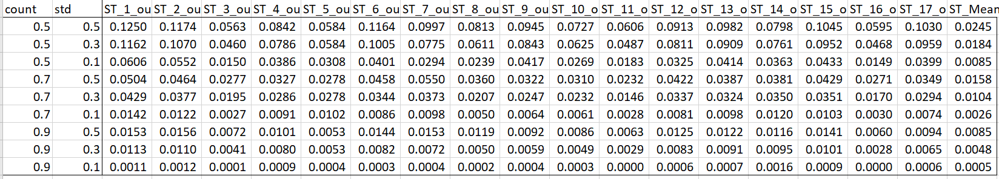 count std ST_1_ou ST_2_ou ST_3_ou ST_4_ou ST_5_ou ST_6_ou ST_7_ou ST_8_ou ST_9_ou ST_10_o ST_11_o ST_12_o ST_13_o ST_14_o ST_15_o ST_16_o ST_17_o ST_Mean
0.5 0.5 0.1250 0.1174 0.0563 0.0842 0.0584 0.1164 0.0997 0.0813 0.0945 0.0727 0.0606 0.0913 0.0982 0.0798 0.1045 0.0595 0.1030 0.0245
0.5 0.3 0.1162 0.1070 0.0460 0.0786 0.0584 0.1005 0.0775 0.0611 0.0843 0.0625 0.0487 0.0811 0.0909 0.0761 0.0952 0.0468 0.0959 0.0184
0.5 0.1 0.0606 0.0552 0.0150 0.0386 0.0308 0.0401 0.0294 0.0239 0.0417 0.0269 0.0183 0.0325 0.0414 0.0363 0.0433 0.0149 0.0399 0.0085
0.7 0.5 0.0504 0.0464 0.0277 0.0327 0.0278 0.0458 0.0550 0.0360 0.0322 0.0310 0.0232 0.0422 0.0387 0.0381 0.0429 0.0271 0.0349 0.0158
0.7 0.3 0.0429 0.0377 0.0195 0.0286 0.0278 0.0344 0.0373 0.0207 0.0247 0.0232 0.0146 0.0337 0.0324 0.0350 0.0351 0.0170 0.0294 0.0104
0.7 0.1 0.0142 0.0122 0.0027 0.0091 0.0102 0.0086 0.0098 0.0050 0.0064 0.0061 0.0028 0.0081 0.0098 0.0120 0.0103 0.0030 0.0074 0.0026
0.9 0.5 0.0153 0.0156 0.0072 0.0101 0.0053 0.0144 0.0153 0.0119 0.0092 0.0086 0.0063 0.0125 0.0122 0.0116 0.0141 0.0060 0.0094 0.0085
0.9 0.3 0.0113 0.0110 0.0041 0.0080 0.0053 0.0082 0.0072 0.0050 0.0059 0.0049 0.0029 0.0083 0.0091 0.0095 0.0101 0.0028 0.0065 0.0048
0.9 0.1 0.0011 0.0012 0.0001 0.0009 0.0004 0.0003 0.0004 0.0002 0.0004 0.0003 0.0000 0.0006 0.0007 0.0016 0.0009 0.0000 0.0006 0.0005